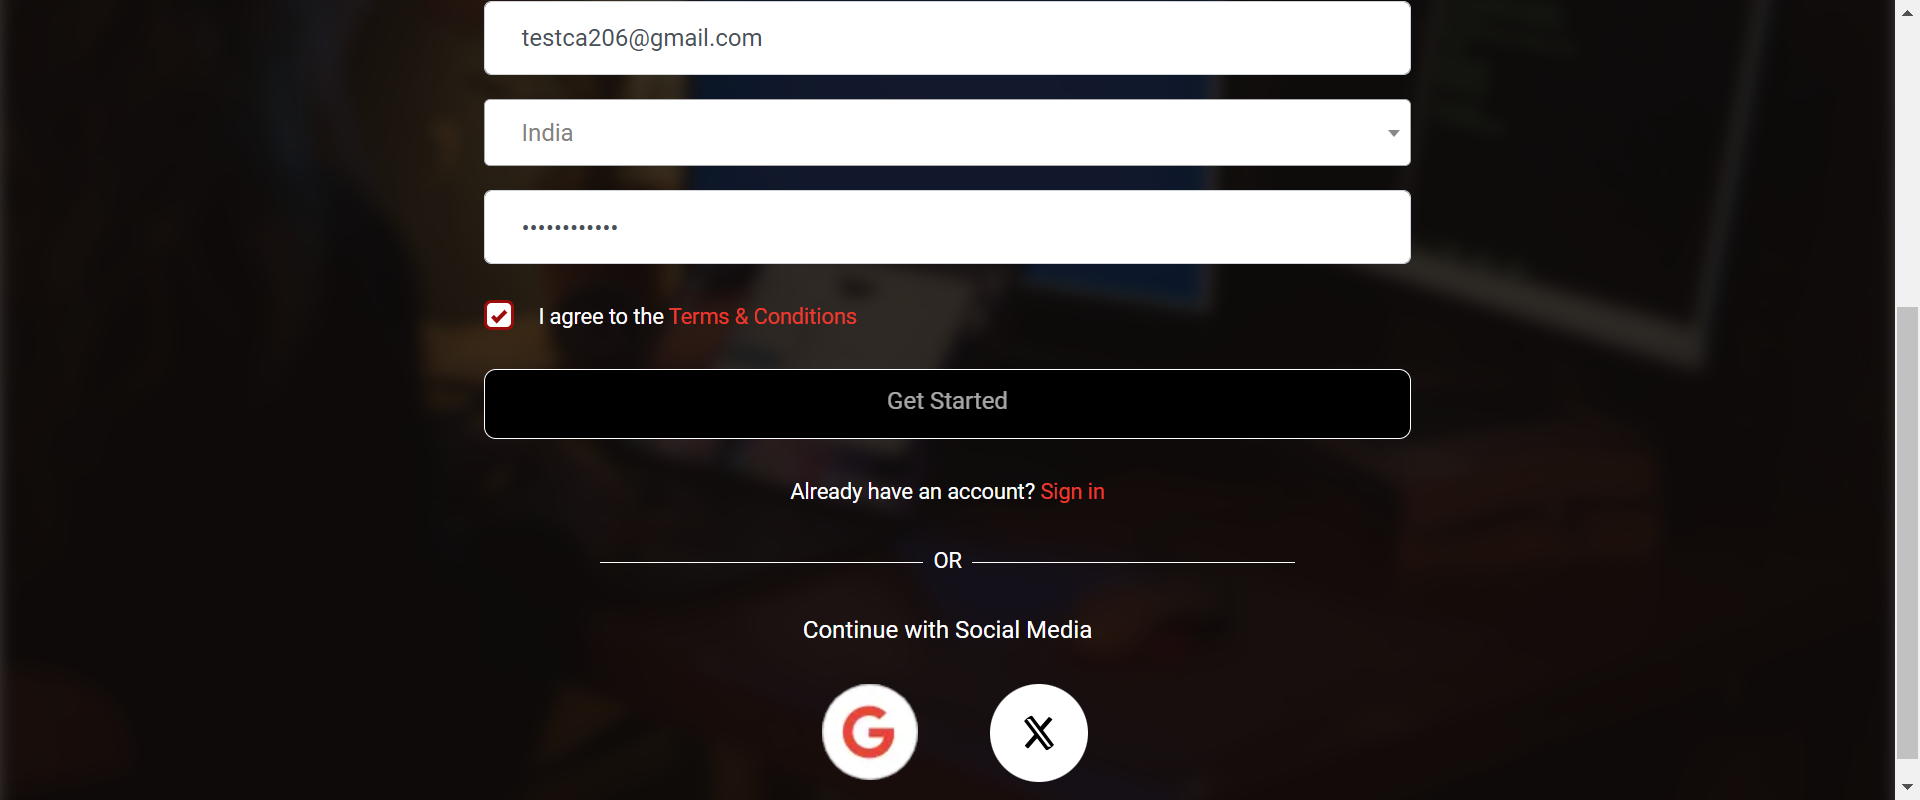 testca206@gmail.com
India
••••••••••••
I agree to the Terms & Conditions
Get Started
Already have an account? Sign in
OR
Continue with Social Media
G
X